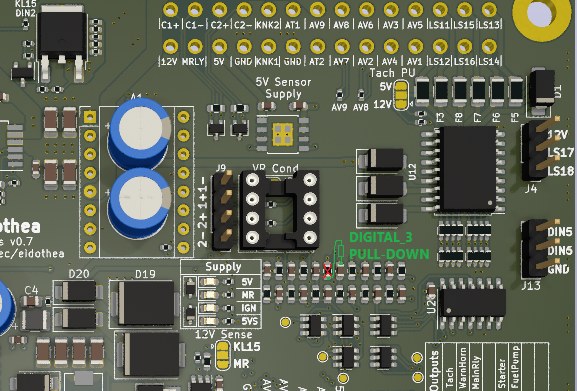 KL15
DIN2
C1+ C1- C2+ C2- KNK2 AT1 AV9 AV8 AV6 AV3 AV5 LS11 LS15 LS13
12V MRLY 5V GND KNK1 GND AT2 AV7 AV2 AV4 AV1 LS12 LS16 LS14
5V Sensor
Supply
Tach PU
5V
12V
AV9 AV8
F3 F8 F7 F6 F5
D1
12V
LS17
LS18
J4
A1
J9
VR Cond
U12
2-2+1+1-
dothea
s v0.7
ec/eldothea
DIGITAL_3
PULL-DOWN
DIN5
DIN6
GND
J13
Supply
5V
MR
IGN
5VS
12V Sense
KL15
MR
D20
D19
C4
Outputs
Tach
WarnHorn
MainRly
Starter
FuelPump